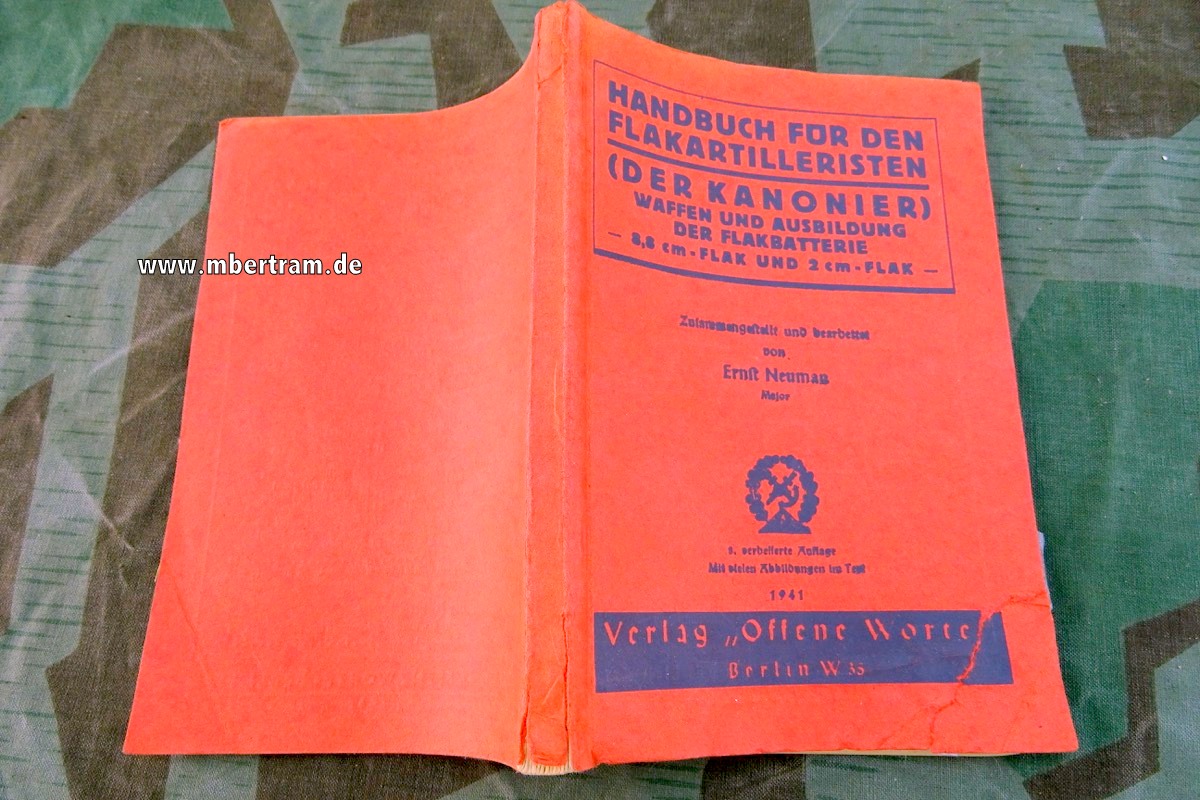 www.mbertram.de
HANDBUCH FÜR DEN
FLAKARTILLERISTEN
(DER KANONIER)
WAFFEN UND AUSBILDUNG
DER FLAKBATTERIE
— 8,8 cm-FLAK UND 2 cm-FLAK —
Zusammengestellt und bearbeitet
von
Ernst Neuman
Major
verbesserte Auflage
Mit vielen Abbildungen im Text
1941
Verlag „Offene Worte
Berlin W 35